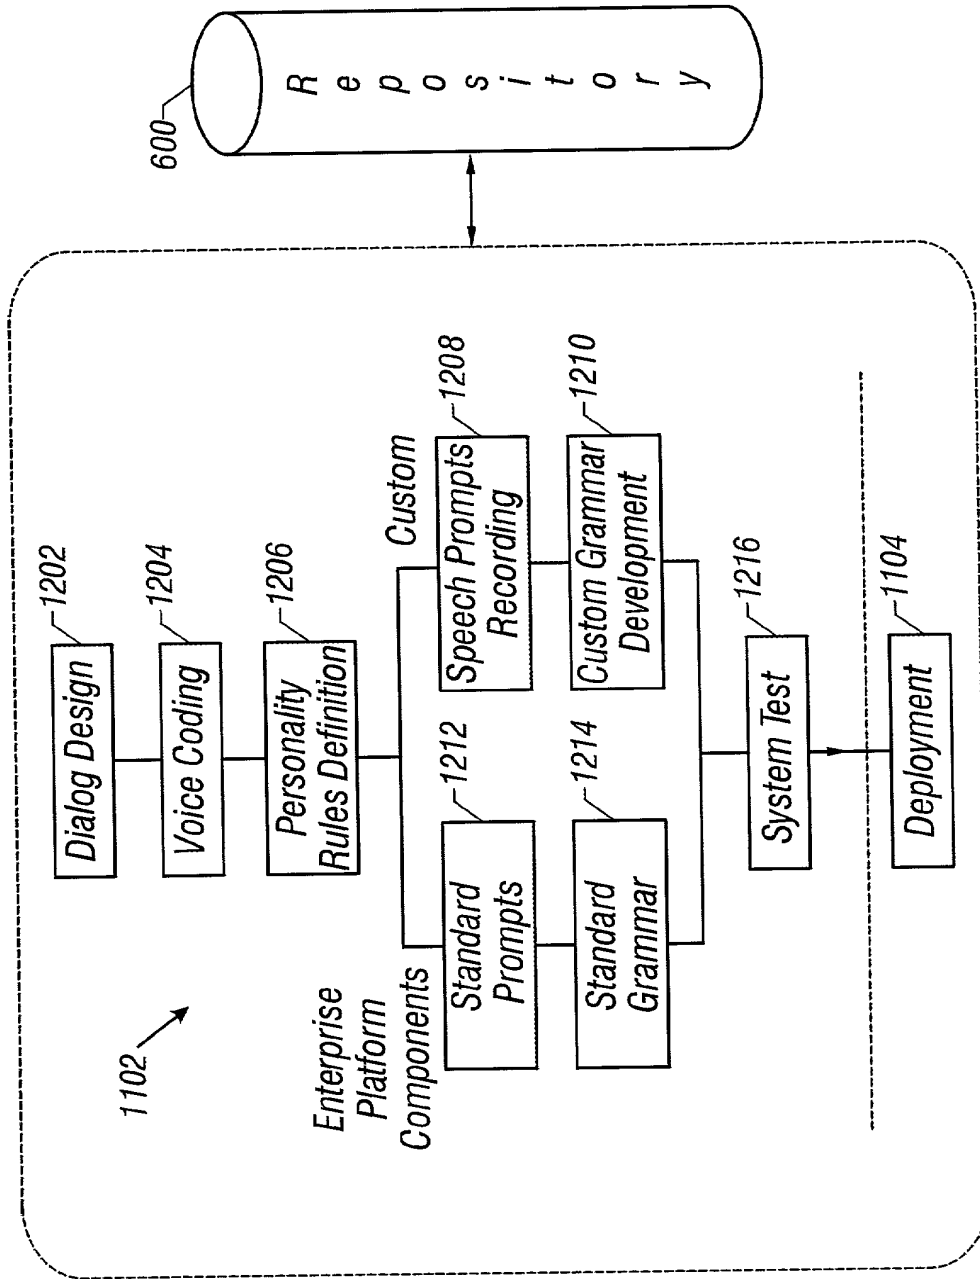 1102
Dialog Design
1202
Voice Coding
1204
Personality
Rules Definition
1206
Enterprise
Platform
Components
Custom
Standard
Prompts
1212
Speech Prompts
Recording
1208
Standard
Grammar
1214
Custom Grammar
Development
1210
System Test
1216
Deployment
1104
600
Repository